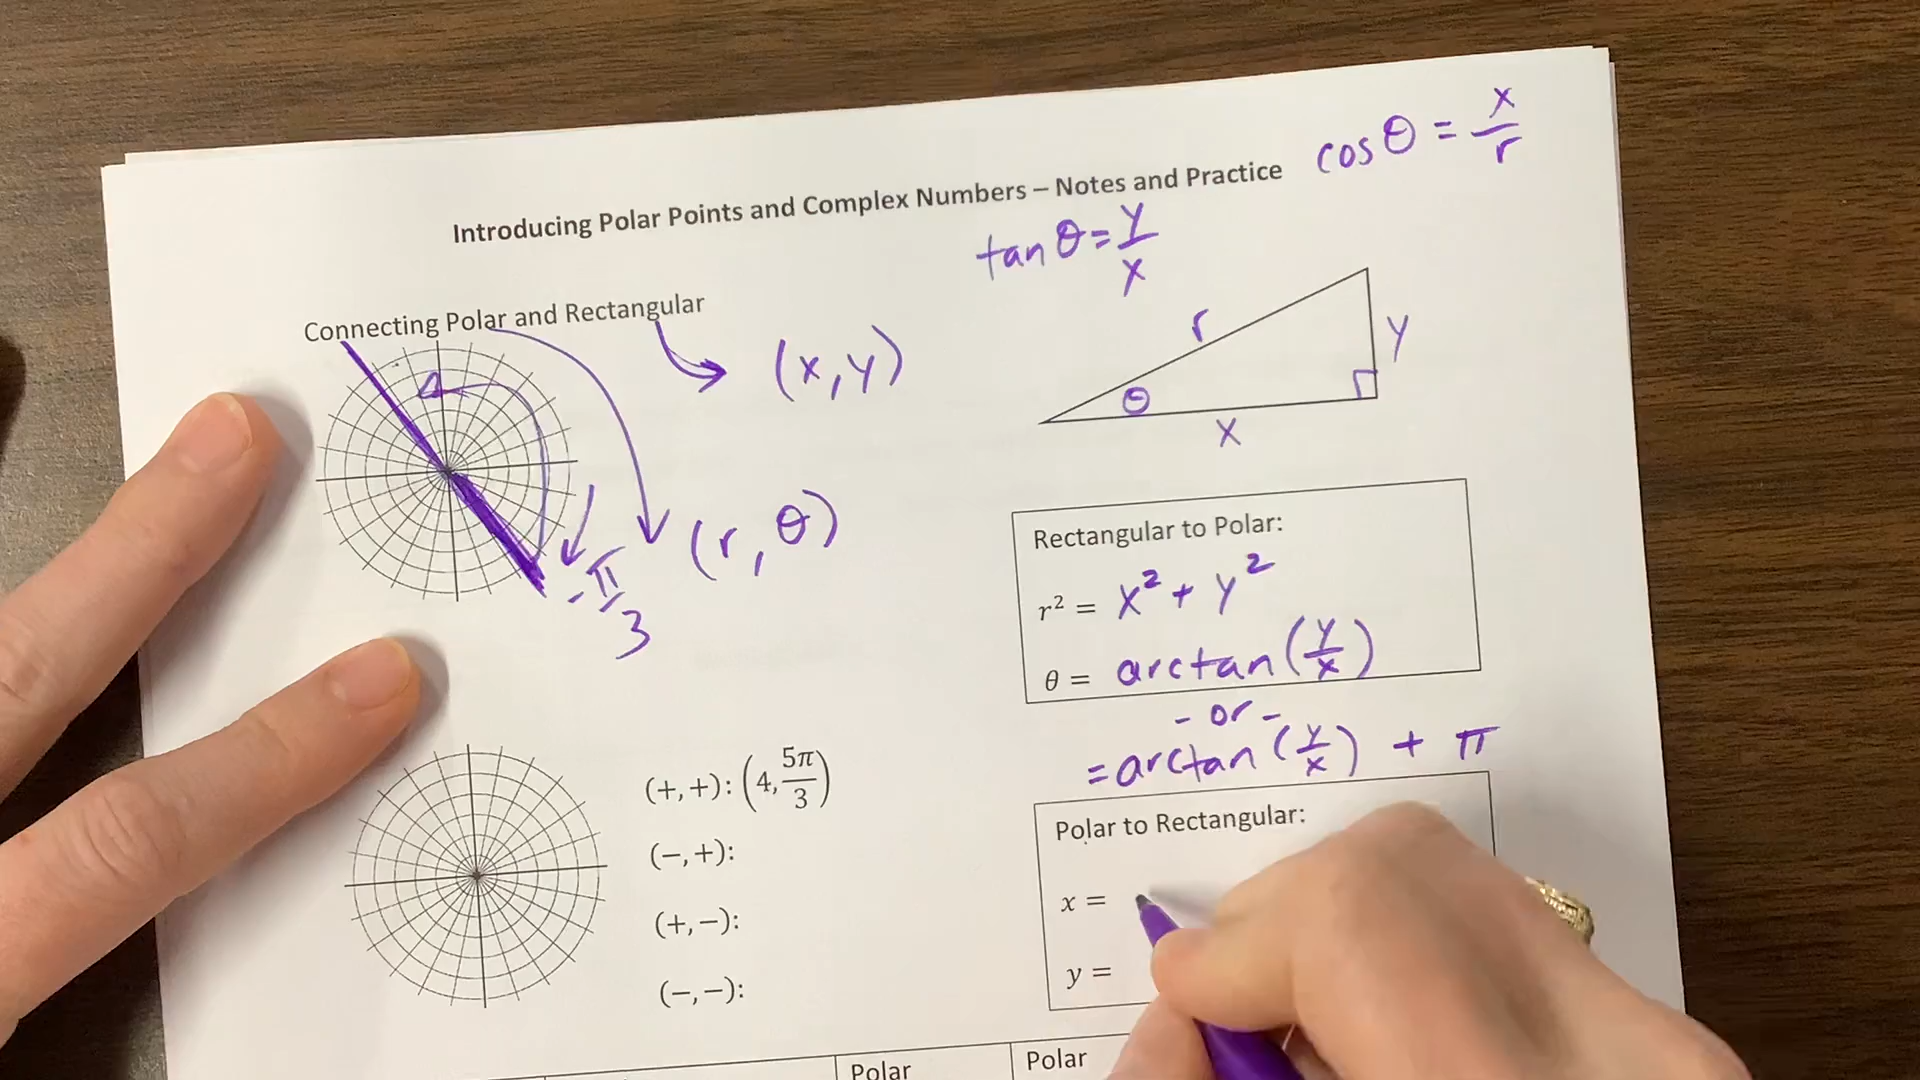 cos θ = x/r
Introducing Polar Points and Complex Numbers – Notes and Practice
tan θ = y/x
Connecting Polar and Rectangular
(x, y)
r
y
θ
x
(r, θ)
-π/3
Rectangular to Polar:
r² = x² + y²
θ = arctan(y/x)
- or -
= arctan(y/x) + π
(+, +): (4, 5π/3)
(−, +):
(+, −):
(−, −):
Polar to Rectangular:
x =
y =
Polar
Polar